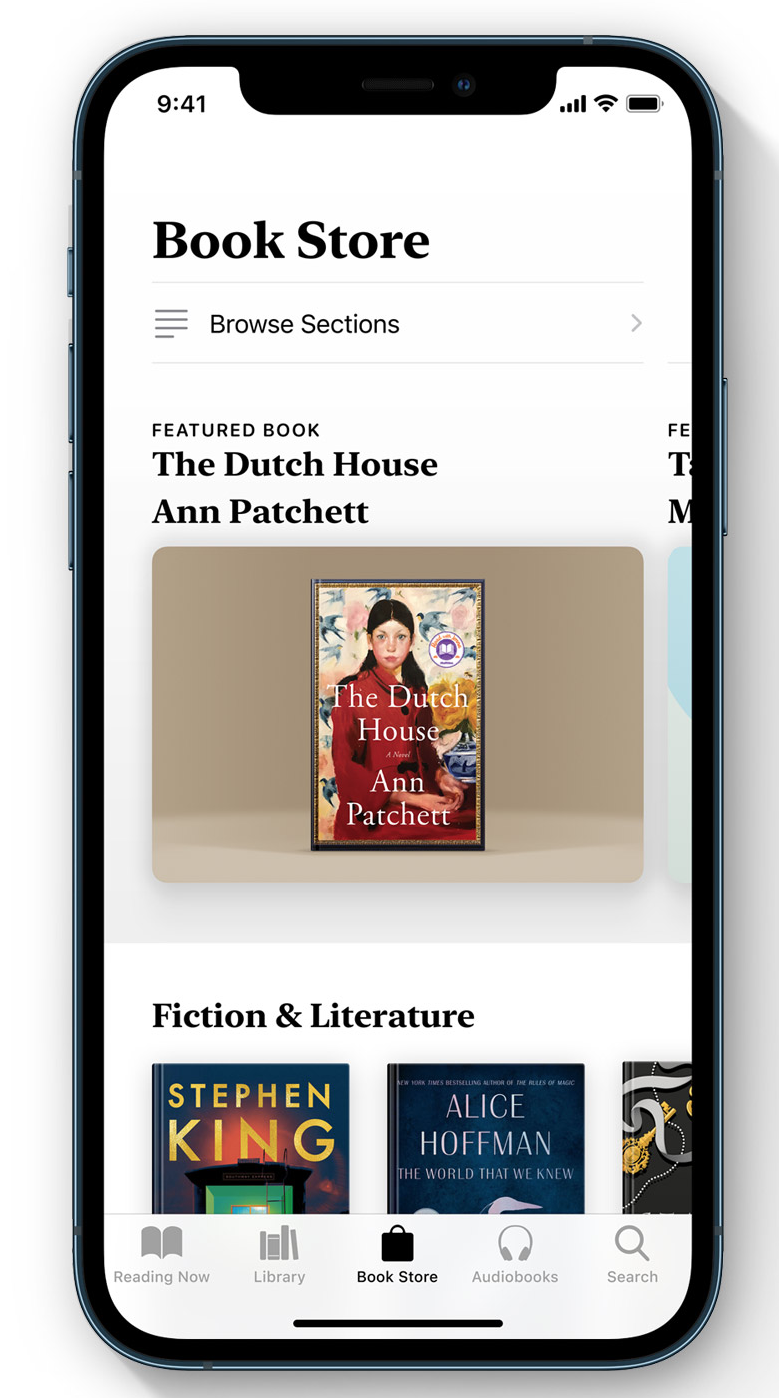 9:41
Book Store
Browse Sections
FEATURED BOOK
The Dutch House
Ann Patchett
FE
T
M
The Dutch
House
A Novel
Ann
Patchett
Fiction & Literature
STEPHEN
KING
NEW YORK TIMES BESTSELLING AUTHOR OF THE RULES OF MAGIC
ALICE
HOFFMAN
THE WORLD THAT WE KNEW
Reading Now
Library
Book Store
Audiobooks
Search